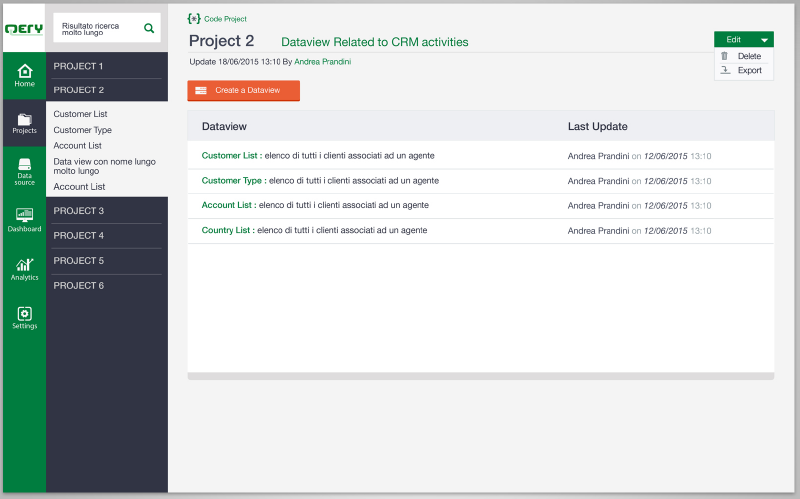 QERY
Risultato ricerca
molto lungo
Home
Projects
Data
source
Dashboard
Analytics
Settings
PROJECT 1
PROJECT 2
Customer List
Customer Type
Account List
Data view con nome lungo
molto lungo
Account List
PROJECT 3
PROJECT 4
PROJECT 5
PROJECT 6
{*} Code Project
Project 2 Dataview Related to CRM activities
Update 18/06/2015 13:10 By Andrea Prandini
Edit
Delete
Export
Create a Dataview
Dataview Last Update
Customer List : elenco di tutti i clienti associati ad un agente Andrea Prandini on 12/06/2015 13:10
Customer Type : elenco di tutti i clienti associati ad un agente Andrea Prandini on 12/06/2015 13:10
Account List : elenco di tutti i clienti associati ad un agente Andrea Prandini on 12/06/2015 13:10
Country List : elenco di tutti i clienti associati ad un agente Andrea Prandini on 12/06/2015 13:10